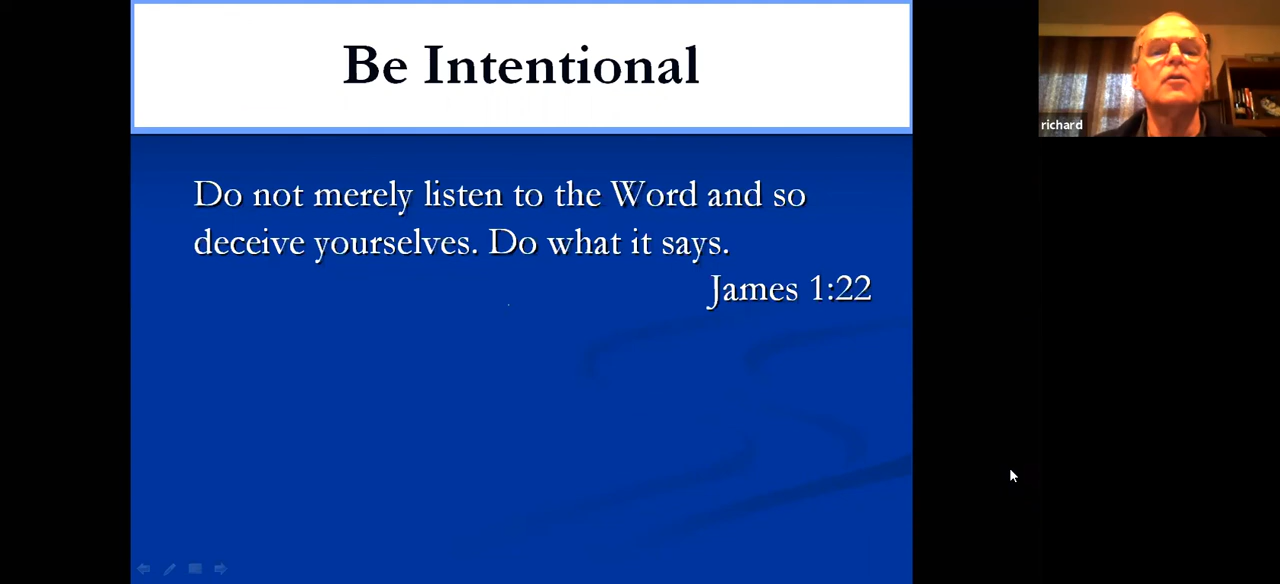 Be Intentional
Do not merely listen to the Word and so
deceive yourselves. Do what it says.
James 1:22
richard